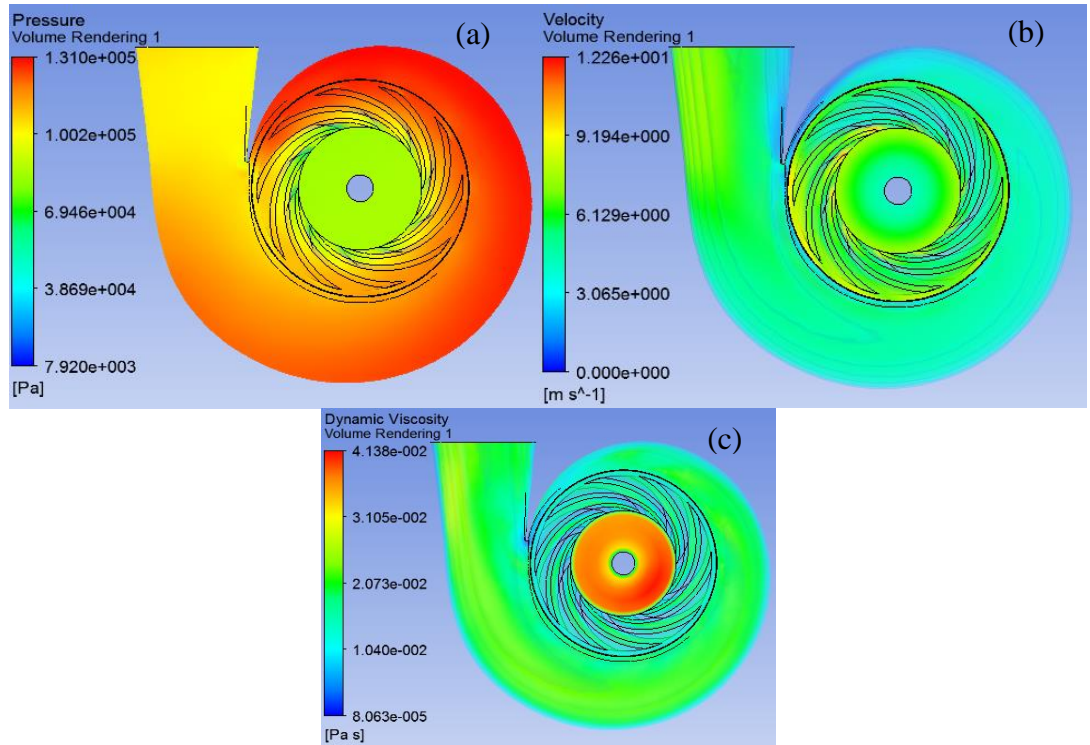 Pressure
Volume Rendering 1
(a)
1.310e+005
1.002e+005
6.946e+004
3.869e+004
7.920e+003
[Pa]
Velocity
Volume Rendering 1
(b)
1.226e+001
9.194e+000
6.129e+000
3.065e+000
0.000e+000
[m s^-1]
Dynamic Viscosity
Volume Rendering 1
(c)
4.138e-002
3.105e-002
2.073e-002
1.040e-002
8.063e-005
[Pa s]